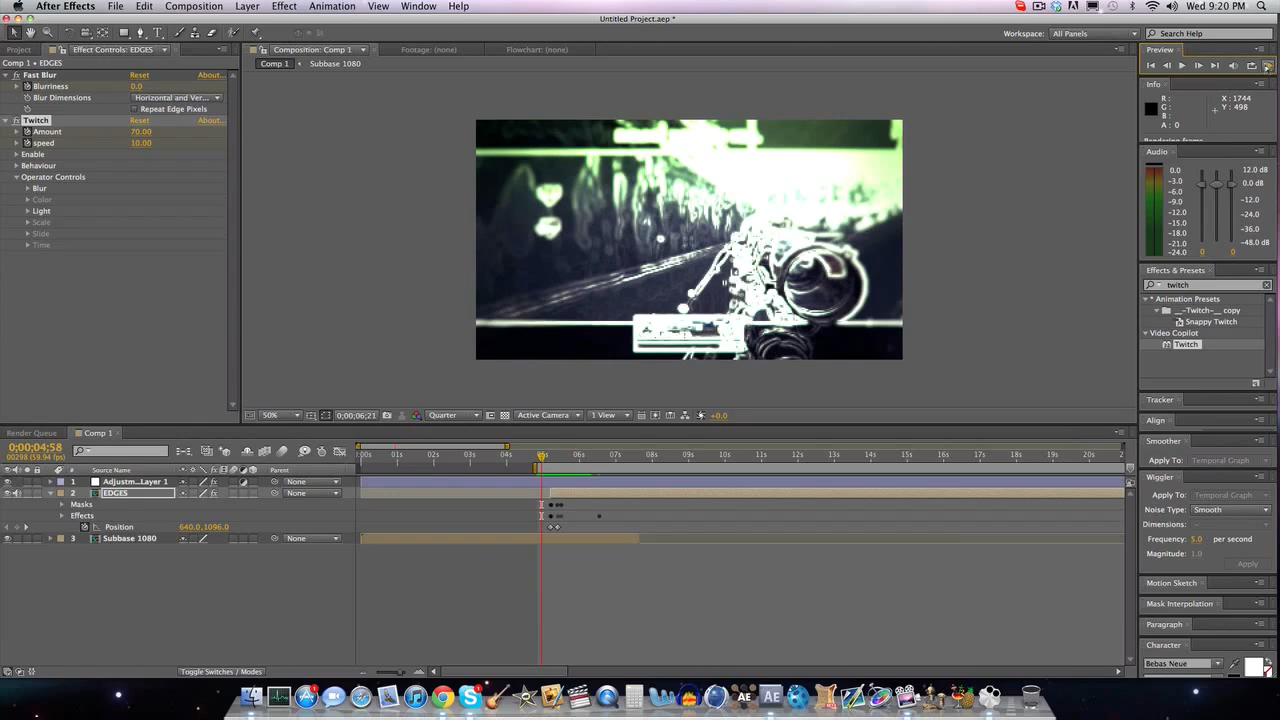 After Effects File Edit Composition Layer Effect Animation View Window Help Wed 9:20 PM
Untitled Project.aep *
Workspace: All Panels Search Help
Project Effect Controls: EDGES Composition: Comp 1 Footage: (none) Flowchart: (none) Preview
Comp 1 • EDGES Comp 1 Subbase 1080
Fast Blur Reset About...
Blurriness 0.0
Blur Dimensions Horizontal and Ver...
Repeat Edge Pixels
Twitch Reset About...
Amount 70.00
speed 10.00
Enable
Behaviour
Operator Controls
Blur
Color
Light
Scale
Slide
Time
Info
R: X : 1744
G: Y : 498
B:
A : 0
Rendering frames
Audio
0.0 12.0 dB
-3.0 0.0 dB
-6.0
-9.0 -12.0
-12.0 -24.0
-15.0
-18.0 -36.0
-21.0 -48.0 dB
-24.0 0 0
Effects & Presets
twitch
* Animation Presets
__-Twitch-__ copy
Snappy Twitch
Video Copilot
Twitch
50% 0;00;06;21 Quarter Active Camera 1 View +0.0
Tracker
Align
Smoother
Apply To: Temporal Graph
Wiggler
Apply To: Temporal Graph
Noise Type: Smooth
Dimensions:
Frequency: 5.0 per second
Magnitude: 1.0
Apply
Motion Sketch
Mask Interpolation
Paragraph
Character
Bebas Neue
Render Queue Comp 1
0;00;04;58
00298 (59.94 fps)
:00s 01s 02s 03s 04s 05s 06s 07s 08s 09s 10s 11s 12s 13s 14s 15s 16s 17s 18s 19s 20s 21s
# Source Name Parent
1 Adjustm...Layer 1 None
2 EDGES None
Masks
Effects
Position 640.0,1096.0
3 Subbase 1080 None
Toggle Switches / Modes